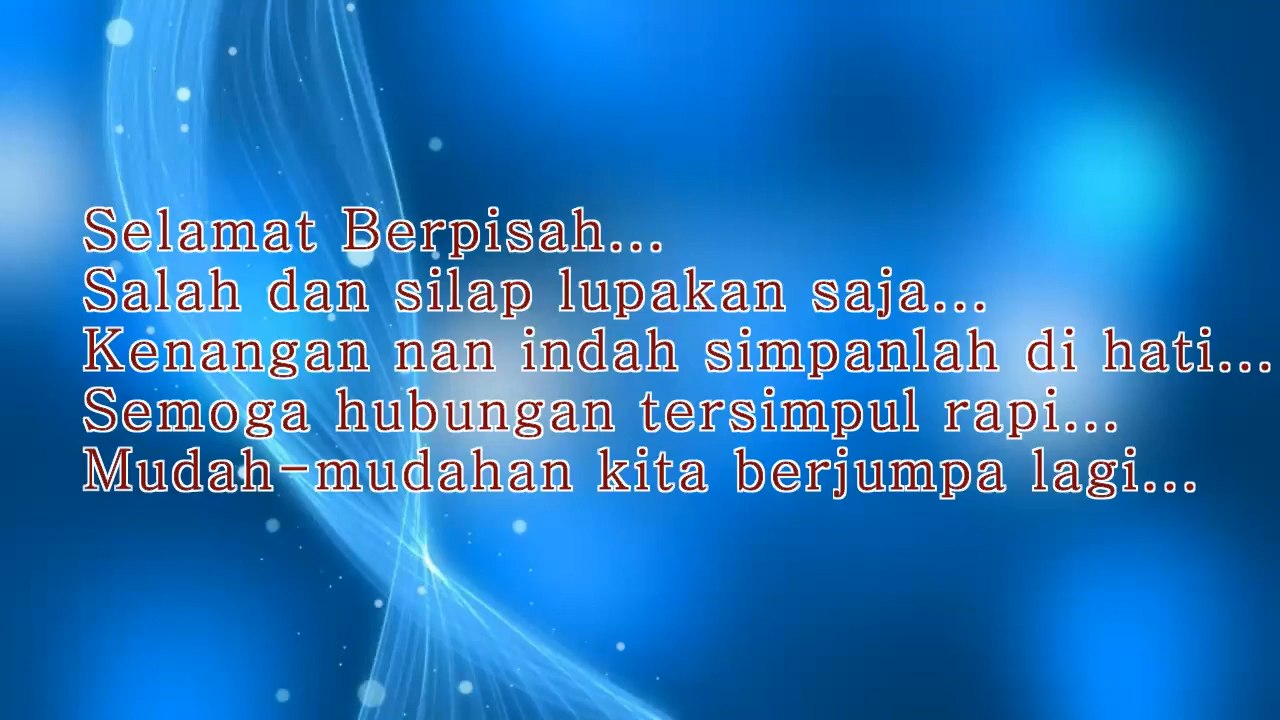 Selamat Berpisah...
Salah dan silap lupakan saja...
Kenangan nan indah simpanlah di hati...
Semoga hubungan tersimpul rapi...
Mudah-mudahan kita berjumpa lagi...